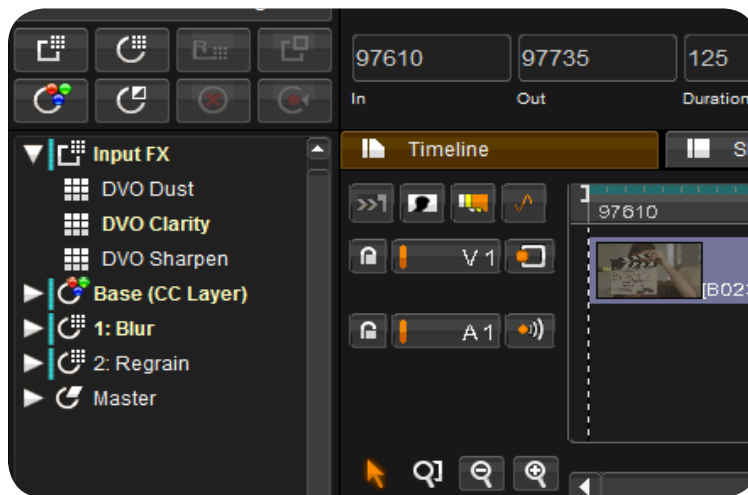 97610
97735
125
In
Out
Duration
Input FX
DVO Dust
DVO Clarity
DVO Sharpen
Base (CC Layer)
1: Blur
2: Regrain
Master
Timeline
S
97610
V 1
[B02
A 1